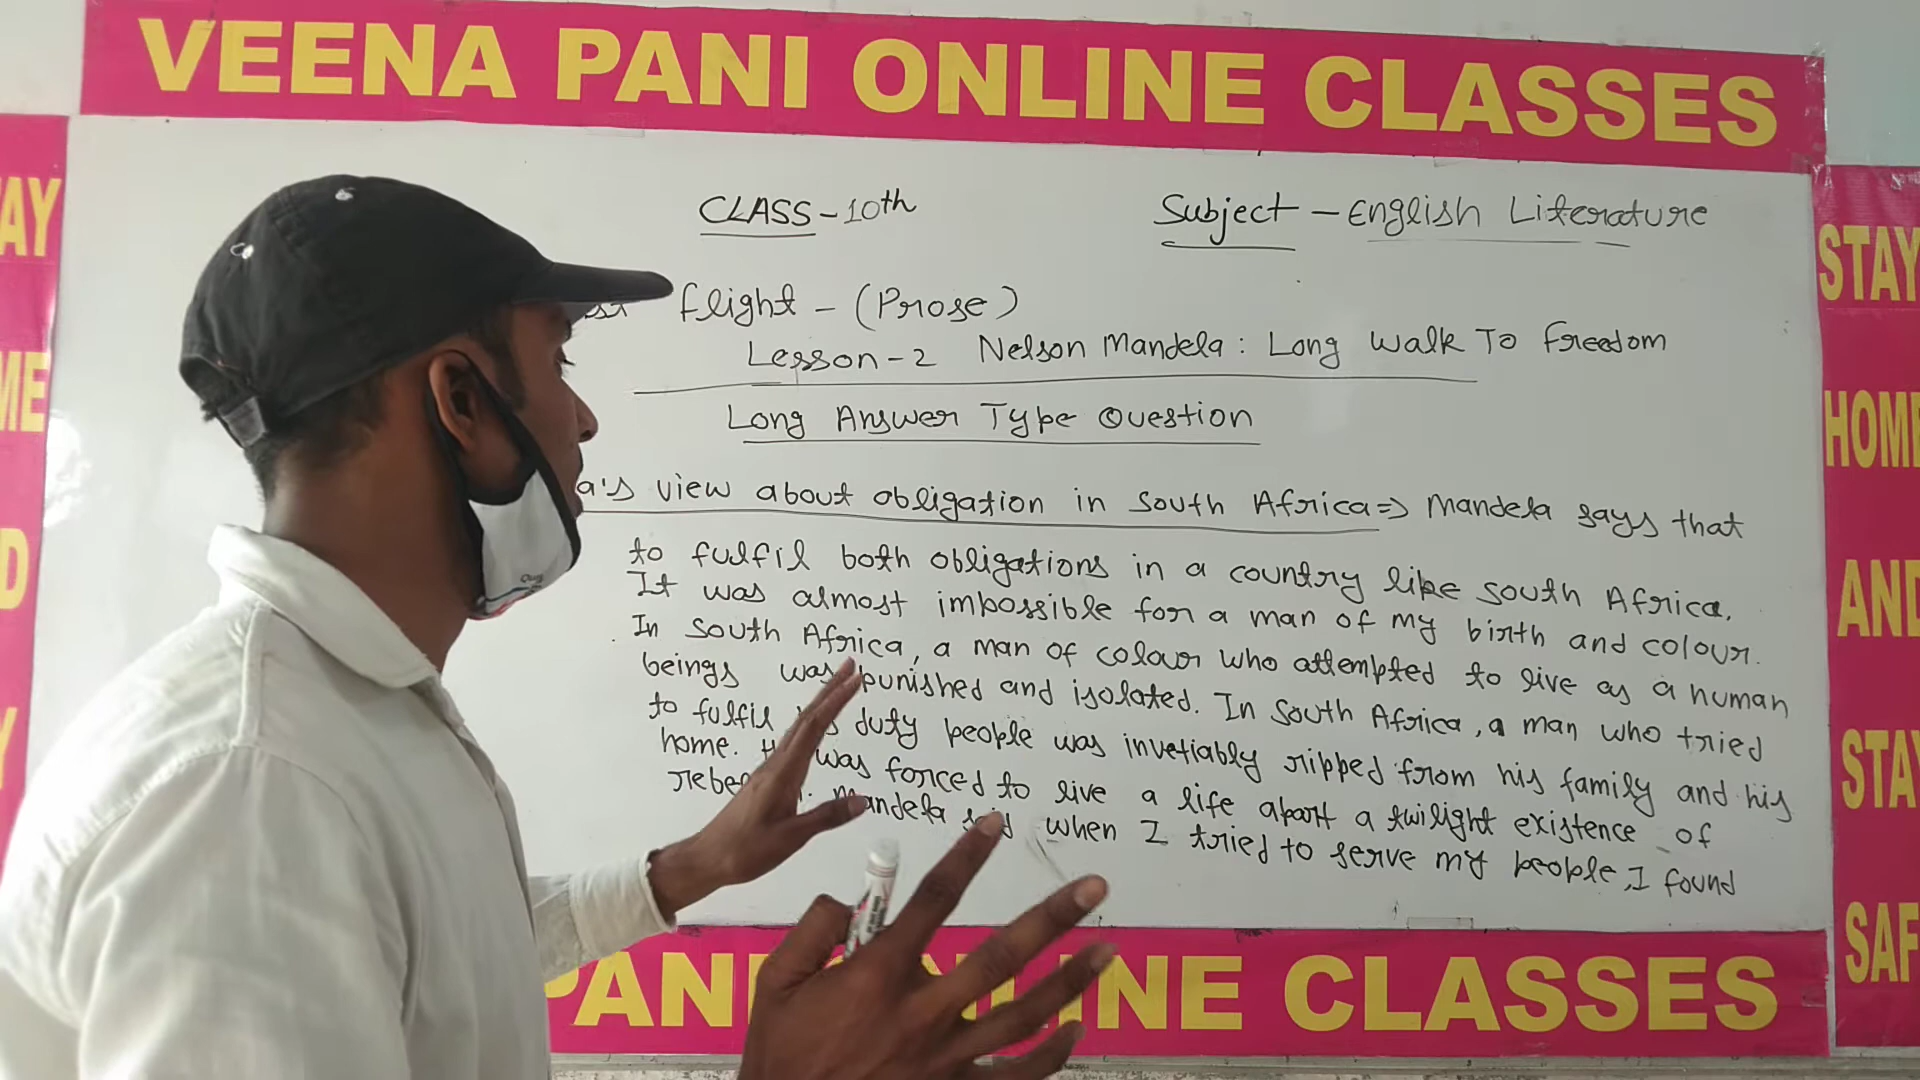 VEENA PANI ONLINE CLASSES
CLASS - 10th
Subject - English Literature
flight - (Prose)
Lesson - 2 Nelson Mandela : Long Walk To Freedom
Long Answer Type Question
a's view about obligation in South Africa => Mandela says that
to fulfil both obligations in a country like South Africa.
It was almost impossible for a man of my birth and colour.
In South Africa, a man of colour who attempted to live as a human
beings was punished and isolated. In South Africa, a man who tried
to fulfil duty people was invetiably ripped from his family and his
home. was forced to live a life apart a twilight existence of
Mandela said when I tried to serve my people, I found
PANI ONLINE CLASSES
AY
ME
D
Y
STAY
HOME
AND
STAY
SAF